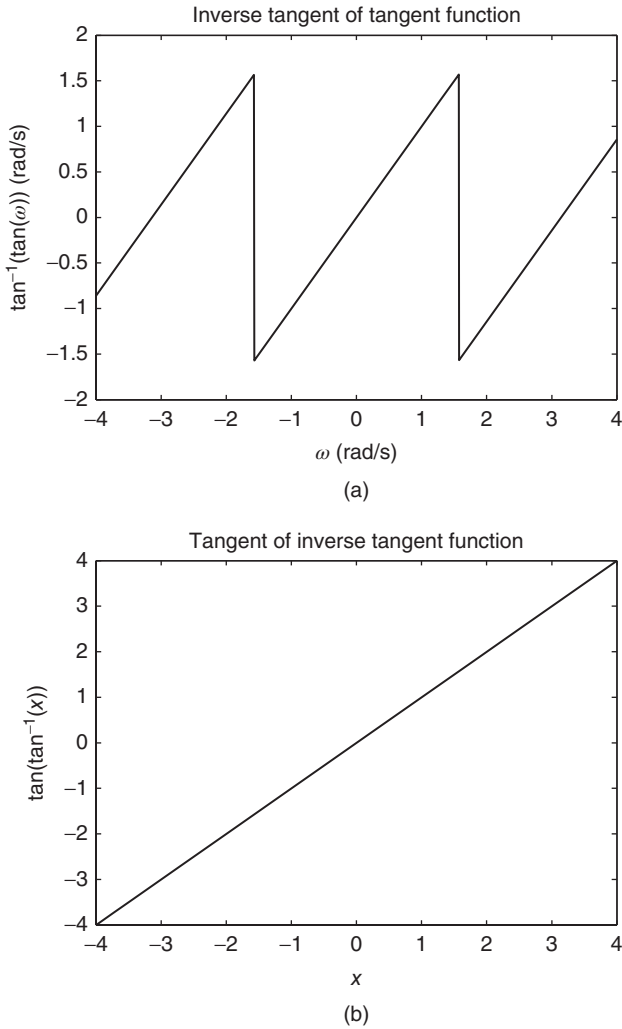 Inverse tangent of tangent function
2
1.5
1
0.5
0
−0.5
−1
−1.5
−2
tan⁻¹(tan(ω)) (rad/s)
−4 −3 −2 −1 0 1 2 3 4
ω (rad/s)
(a)
Tangent of inverse tangent function
4
3
2
1
0
−1
−2
−3
−4
tan(tan⁻¹(x))
−4 −3 −2 −1 0 1 2 3 4
x
(b)